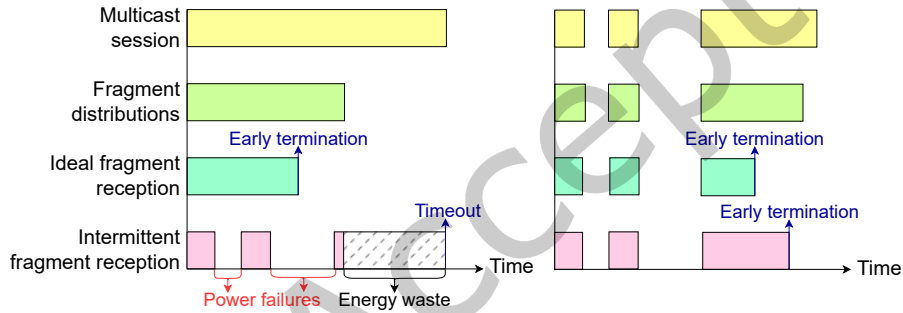 Multicast
session
Fragment
distributions
Early termination
Early termination
Ideal fragment
reception
Timeout
Early termination
Intermittent
fragment reception
Time
Time
Power failures
Energy waste
Accept